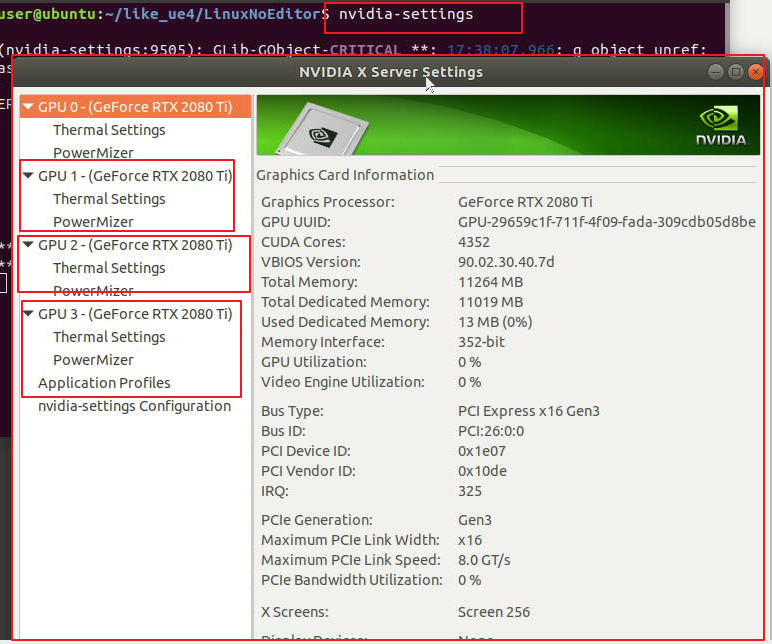 user@ubuntu:~/like_ue4/LinuxNoEditor$ nvidia-settings
(nvidia-settings:9505): GLib-GObject-CRITICAL **: 17:38:07.966: g_object_unref:
as
NVIDIA X Server Settings
ER
GPU 0 - (GeForce RTX 2080 Ti)
Thermal Settings
PowerMizer
GPU 1 - (GeForce RTX 2080 Ti)
Thermal Settings
PowerMizer
GPU 2 - (GeForce RTX 2080 Ti)
Thermal Settings
PowerMizer
GPU 3 - (GeForce RTX 2080 Ti)
Thermal Settings
PowerMizer
Application Profiles
nvidia-settings Configuration
**
**
NVIDIA.
Graphics Card Information
Graphics Processor: GeForce RTX 2080 Ti
GPU UUID: GPU-29659c1f-711f-4f09-fada-309cdb05d8be
CUDA Cores: 4352
VBIOS Version: 90.02.30.40.7d
Total Memory: 11264 MB
Total Dedicated Memory: 11019 MB
Used Dedicated Memory: 13 MB (0%)
Memory Interface: 352-bit
GPU Utilization: 0 %
Video Engine Utilization: 0 %
Bus Type: PCI Express x16 Gen3
Bus ID: PCI:26:0:0
PCI Device ID: 0x1e07
PCI Vendor ID: 0x10de
IRQ: 325
PCIe Generation: Gen3
Maximum PCIe Link Width: x16
Maximum PCIe Link Speed: 8.0 GT/s
PCIe Bandwidth Utilization: 0 %
X Screens: Screen 256
Display Devices: None